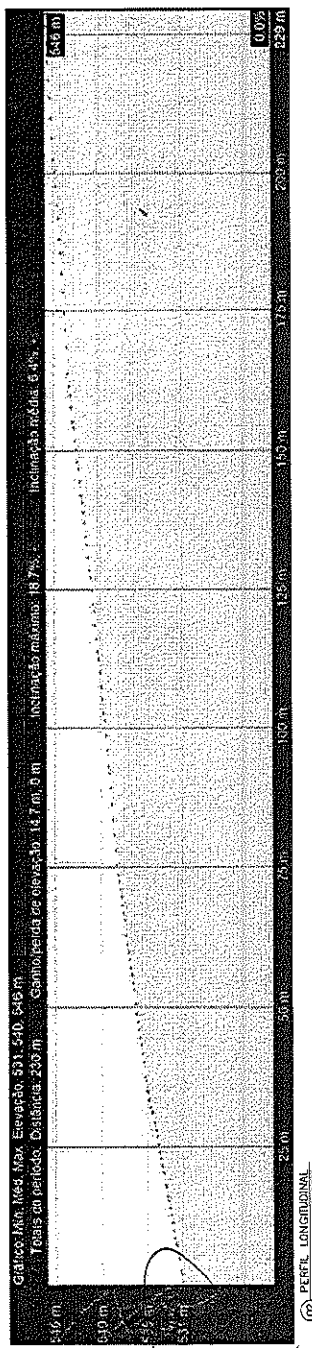 Gráfico: Mín, Méd, Máx Elevação: 531, 540, 546 m
Totais do período: Distância: 230 m Ganho/perda de elevação: 14.7 m, 0 m Inclinação máxima: 18.7%, - Inclinação média: 6.4%, -
546 m
546 m
540 m
531 m
25 m 50 m 75 m 100 m 125 m 150 m 175 m 200 m 229 m
0.0%
PERFIL LONGITUDINAL